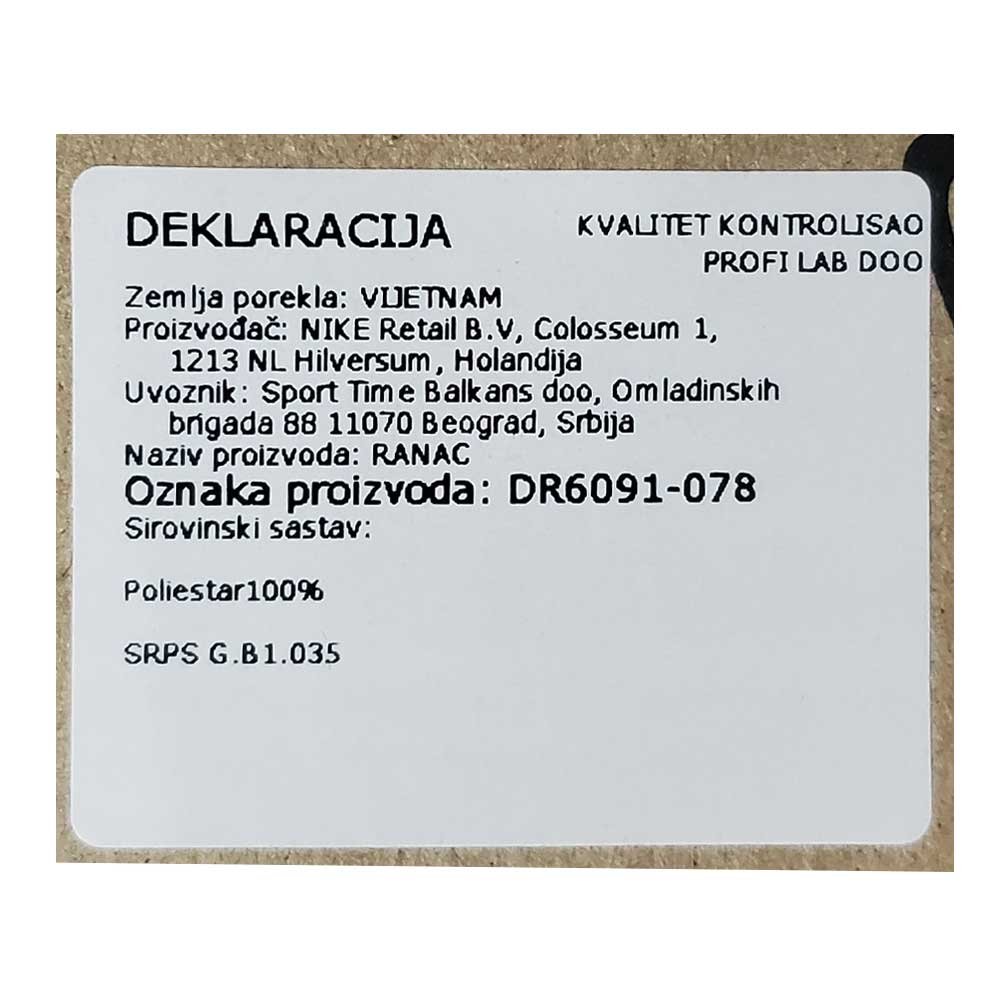 DEKLARACIJA
KVALITET KONTROLISAO
PROFI LAB DOO
Zemlja porekla: VIJETNAM
Proizvođač: NIKE Retail B.V, Colosseum 1,
1213 NL Hilversum, Holandija
Uvoznik: Sport Time Balkans doo, Omladinskih
brigada 88 11070 Beograd, Srbija
Naziv proizvoda: RANAC
Oznaka proizvoda: DR6091-078
Sirovinski sastav:
Poliestar100%
SRPS G.B1.035